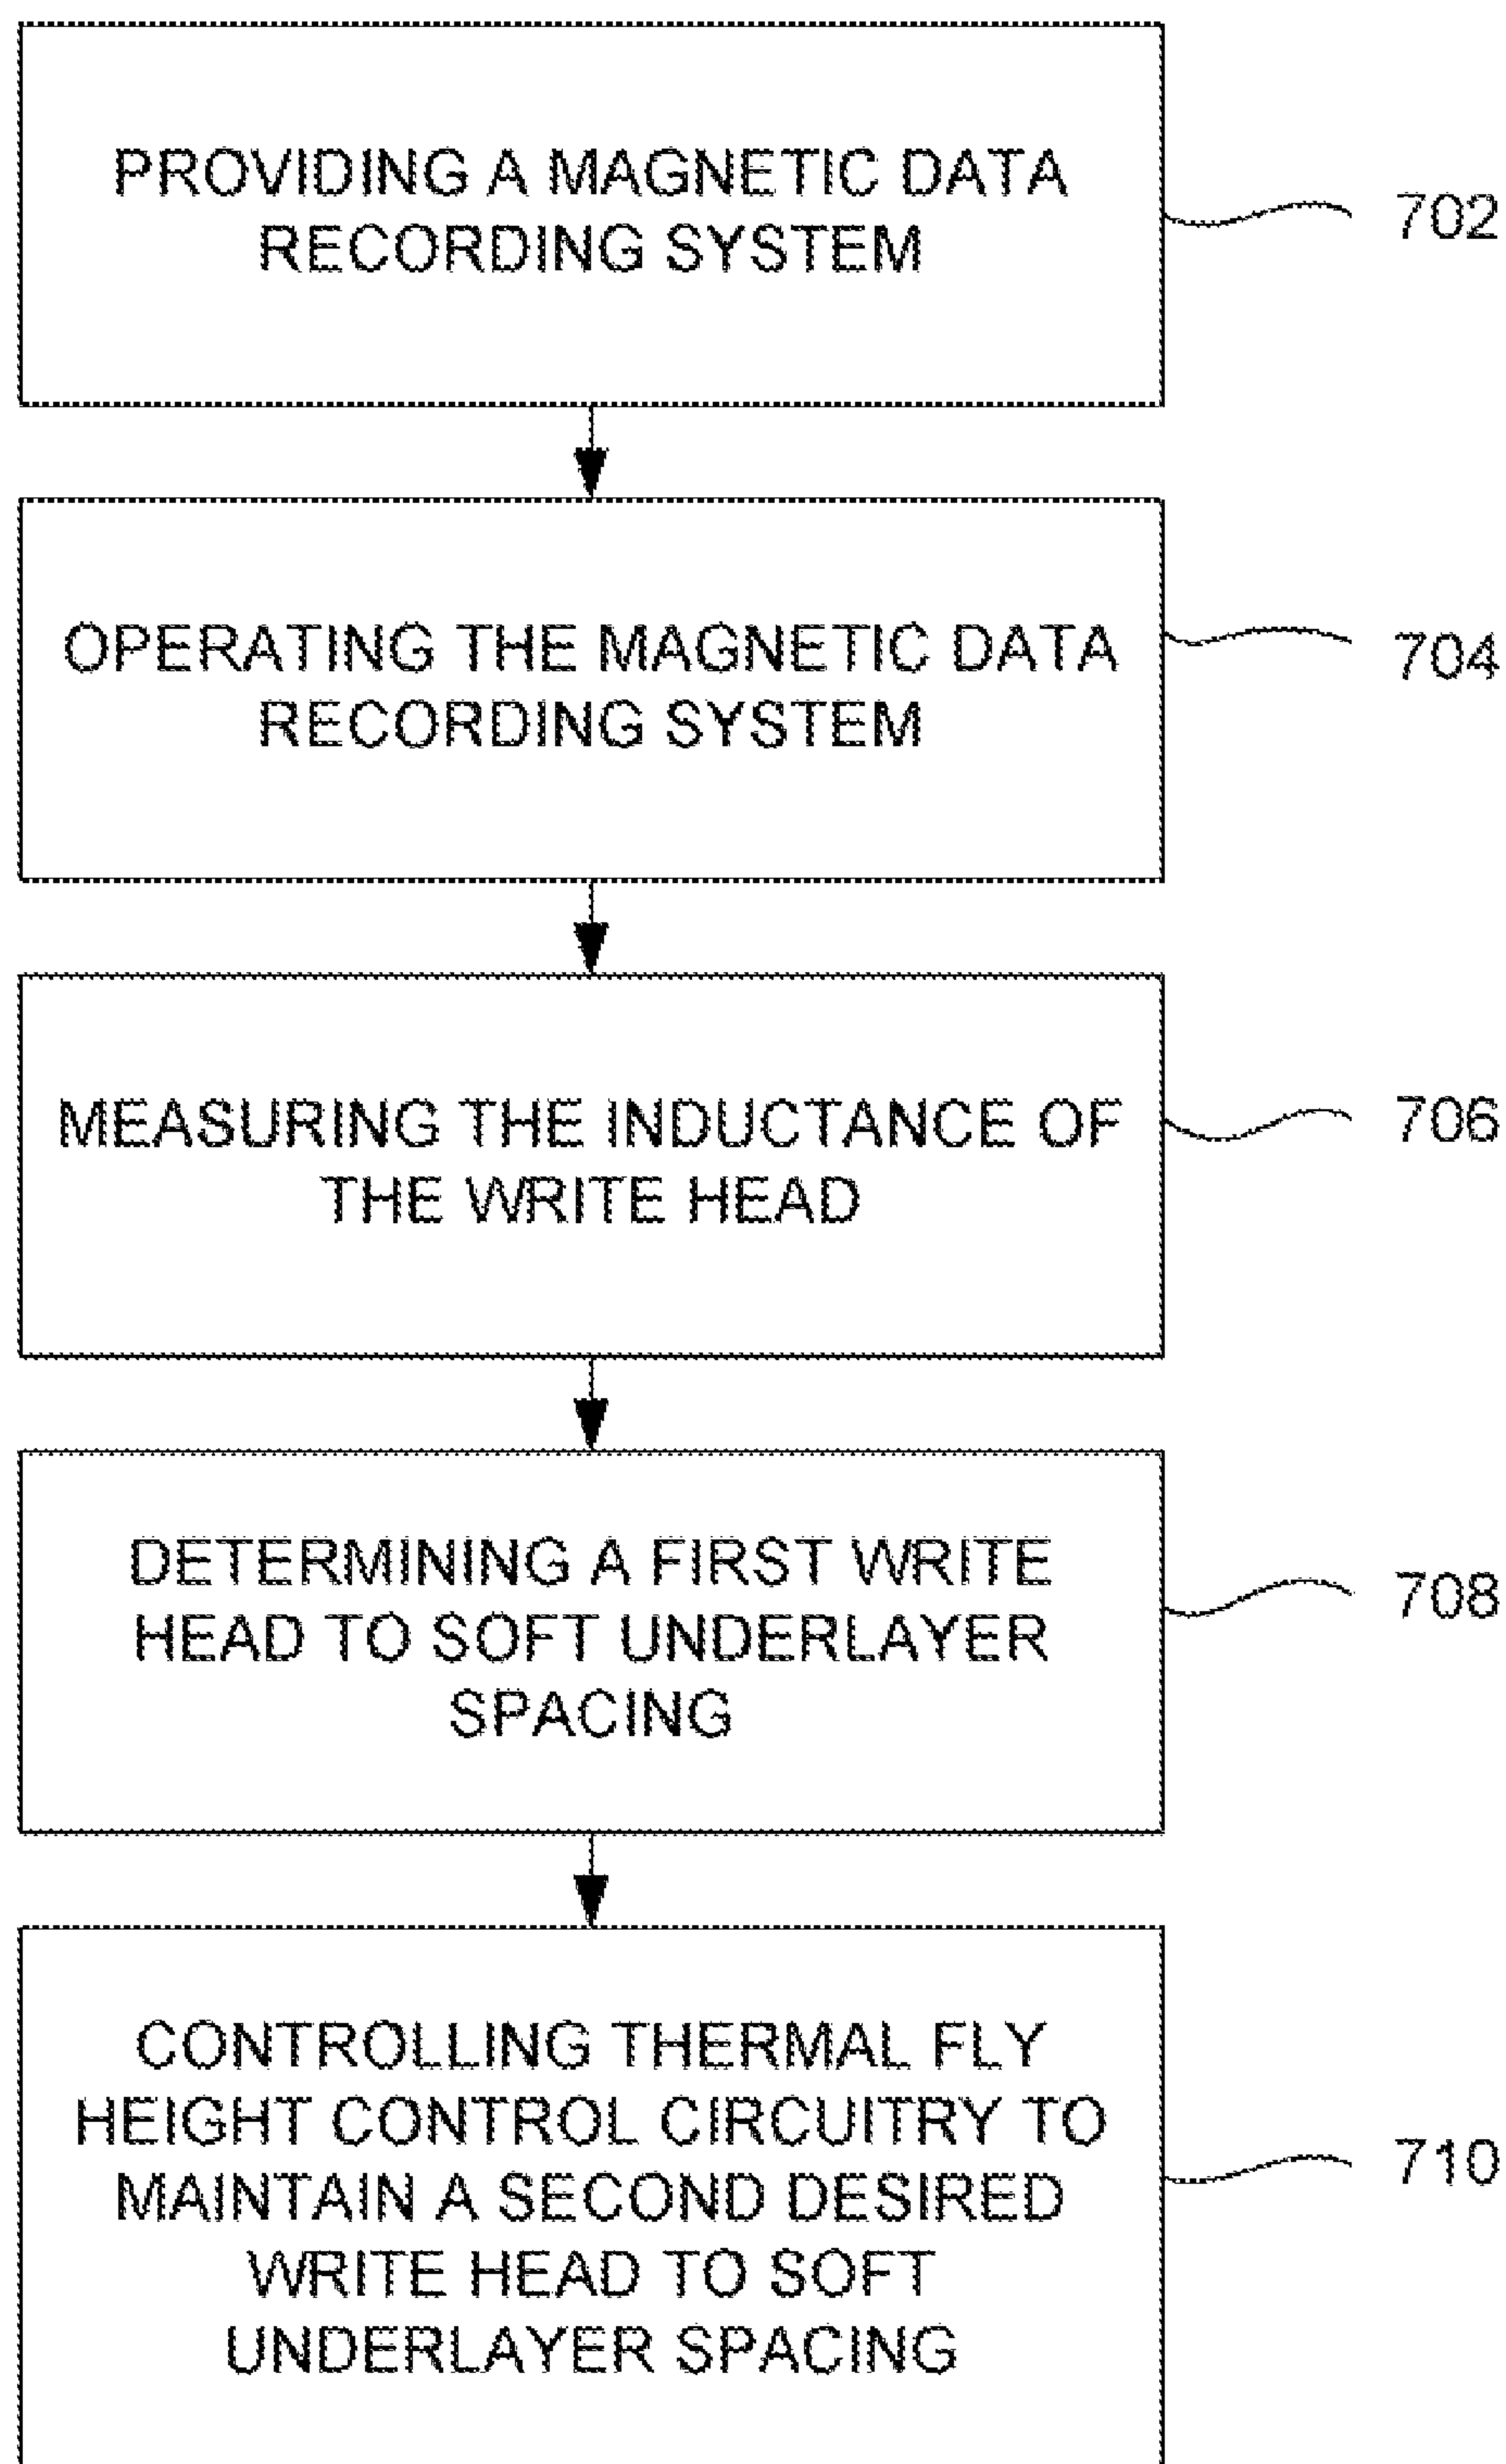 PROVIDING A MAGNETIC DATA
RECORDING SYSTEM
702
OPERATING THE MAGNETIC DATA
RECORDING SYSTEM
704
MEASURING THE INDUCTANCE OF
THE WRITE HEAD
706
DETERMINING A FIRST WRITE
HEAD TO SOFT UNDERLAYER
SPACING
708
CONTROLLING THERMAL FLY
HEIGHT CONTROL CIRCUITRY TO
MAINTAIN A SECOND DESIRED
WRITE HEAD TO SOFT
UNDERLAYER SPACING
710